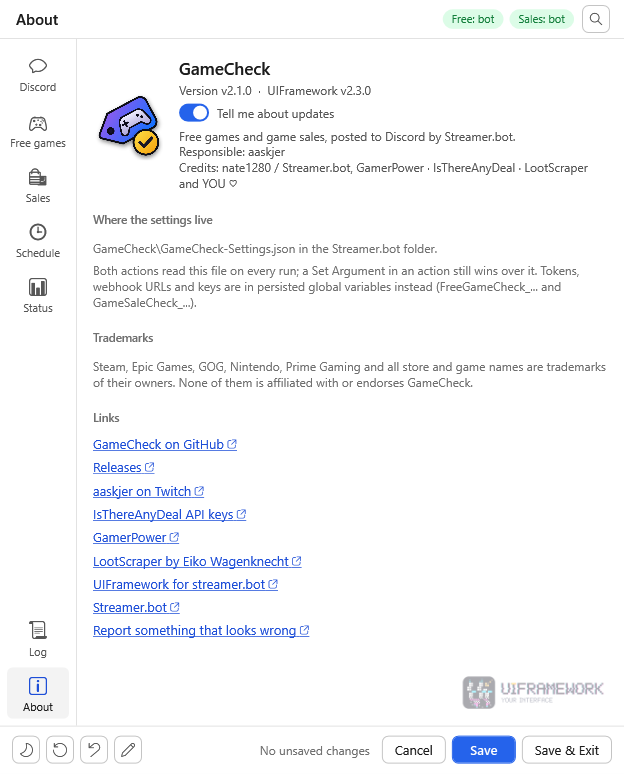 About
Free: bot
Sales: bot
Discord
Free games
Sales
Schedule
Status
Log
About
GameCheck
Version v2.1.0 · UIFramework v2.3.0
Tell me about updates
Free games and game sales, posted to Discord by Streamer.bot.
Responsible: aaskjer
Credits: nate1280 / Streamer.bot, GamerPower · IsThereAnyDeal · LootScraper
and YOU ♡
Where the settings live
GameCheck\GameCheck-Settings.json in the Streamer.bot folder.
Both actions read this file on every run; a Set Argument in an action still wins over it. Tokens,
webhook URLs and keys are in persisted global variables instead (FreeGameCheck_... and
GameSaleCheck_...).
Trademarks
Steam, Epic Games, GOG, Nintendo, Prime Gaming and all store and game names are trademarks
of their owners. None of them is affiliated with or endorses GameCheck.
Links
GameCheck on GitHub
Releases
aaskjer on Twitch
IsThereAnyDeal API keys
GamerPower
LootScraper by Eiko Wagenknecht
UIFramework for streamer.bot
Streamer.bot
Report something that looks wrong
UIFRAMEWORK
YOUR INTERFACE
No unsaved changes
Cancel
Save
Save & Exit